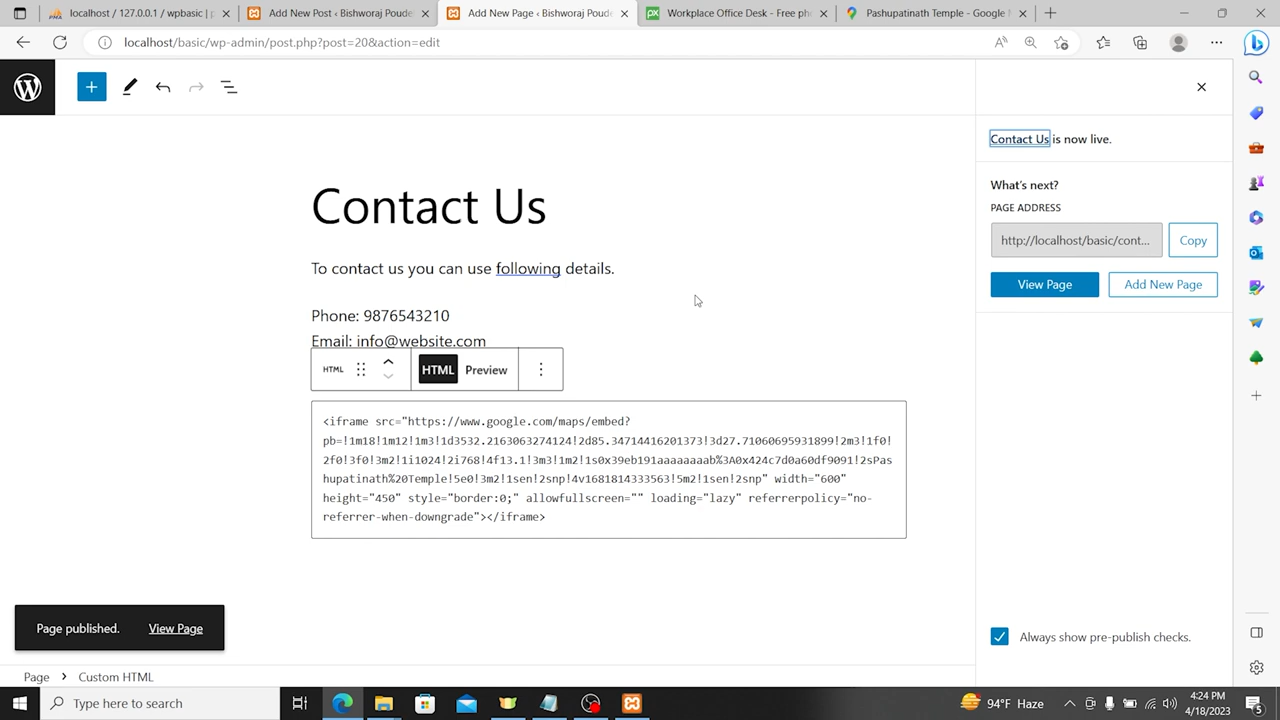 localhost / 127.0.0.1 / wpbasic | p
Add New Post ‹ Bishworaj Poude
Add New Page ‹ Bishworaj Poude
Workplace Office Desk - Free ph
Pashupatinath Temple - Google M
localhost/basic/wp-admin/post.php?post=20&action=edit
Contact Us is now live.
What's next?
PAGE ADDRESS
http://localhost/basic/cont...
Copy
View Page
Add New Page
Contact Us
To contact us you can use following details.
Phone: 9876543210
Email: info@website.com
HTML
HTML
Preview
<iframe src="https://www.google.com/maps/embed?
pb=!1m18!1m12!1m3!1d3532.2163063274124!2d85.34714416201373!3d27.71060695931899!2m3!1f0!
2f0!3f0!3m2!1i1024!2i768!4f13.1!3m3!1m2!1s0x39eb191aaaaaaaab%3A0x424c7d0a60df9091!2sPas
hupatinath%20Temple!5e0!3m2!1sen!2snp!4v1681814333563!5m2!1sen!2snp" width="600"
height="450" style="border:0;" allowfullscreen="" loading="lazy" referrerpolicy="no-
referrer-when-downgrade"></iframe>
Page published.
View Page
Always show pre-publish checks.
Page
Custom HTML
Type here to search
94°F Haze
4:24 PM
4/18/2023
5